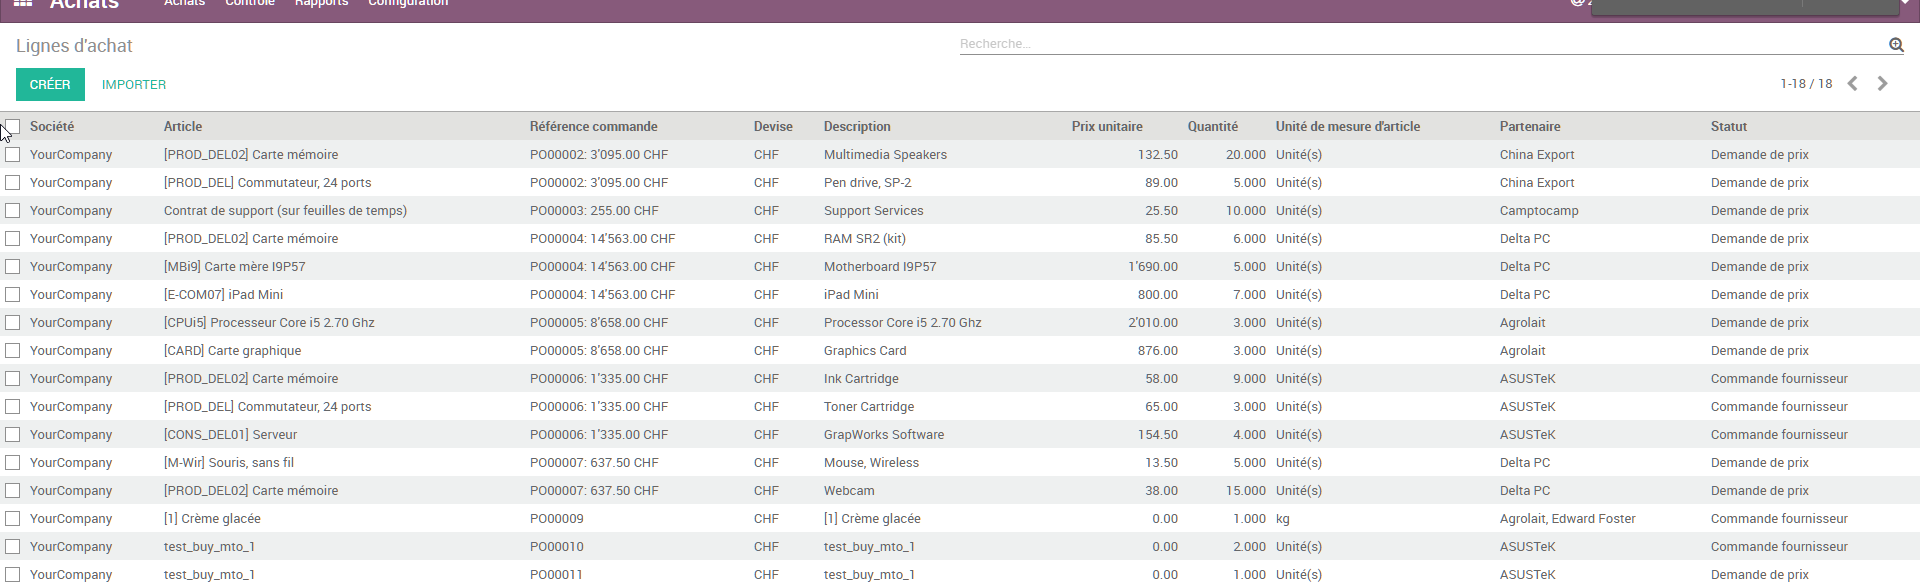 Achats Achats Contrôle Rapports Configuration
Lignes d'achat Recherche...
CRÉER IMPORTER 1-18 / 18
Société Article Référence commande Devise Description Prix unitaire Quantité Unité de mesure d'article Partenaire Statut
YourCompany [PROD_DEL02] Carte mémoire PO00002: 3'095.00 CHF CHF Multimedia Speakers 132.50 20.000 Unité(s) China Export Demande de prix
YourCompany [PROD_DEL] Commutateur, 24 ports PO00002: 3'095.00 CHF CHF Pen drive, SP-2 89.00 5.000 Unité(s) China Export Demande de prix
YourCompany Contrat de support (sur feuilles de temps) PO00003: 255.00 CHF CHF Support Services 25.50 10.000 Unité(s) Camptocamp Demande de prix
YourCompany [PROD_DEL02] Carte mémoire PO00004: 14'563.00 CHF CHF RAM SR2 (kit) 85.50 6.000 Unité(s) Delta PC Demande de prix
YourCompany [MBi9] Carte mère I9P57 PO00004: 14'563.00 CHF CHF Motherboard I9P57 1'690.00 5.000 Unité(s) Delta PC Demande de prix
YourCompany [E-COM07] iPad Mini PO00004: 14'563.00 CHF CHF iPad Mini 800.00 7.000 Unité(s) Delta PC Demande de prix
YourCompany [CPUi5] Processeur Core i5 2.70 Ghz PO00005: 8'658.00 CHF CHF Processor Core i5 2.70 Ghz 2'010.00 3.000 Unité(s) Agrolait Demande de prix
YourCompany [CARD] Carte graphique PO00005: 8'658.00 CHF CHF Graphics Card 876.00 3.000 Unité(s) Agrolait Demande de prix
YourCompany [PROD_DEL02] Carte mémoire PO00006: 1'335.00 CHF CHF Ink Cartridge 58.00 9.000 Unité(s) ASUSTeK Commande fournisseur
YourCompany [PROD_DEL] Commutateur, 24 ports PO00006: 1'335.00 CHF CHF Toner Cartridge 65.00 3.000 Unité(s) ASUSTeK Commande fournisseur
YourCompany [CONS_DEL01] Serveur PO00006: 1'335.00 CHF CHF GrapWorks Software 154.50 4.000 Unité(s) ASUSTeK Commande fournisseur
YourCompany [M-Wir] Souris, sans fil PO00007: 637.50 CHF CHF Mouse, Wireless 13.50 5.000 Unité(s) Delta PC Demande de prix
YourCompany [PROD_DEL02] Carte mémoire PO00007: 637.50 CHF CHF Webcam 38.00 15.000 Unité(s) Delta PC Demande de prix
YourCompany [1] Crème glacée PO00009 CHF [1] Crème glacée 0.00 1.000 kg Agrolait, Edward Foster Commande fournisseur
YourCompany test_buy_mto_1 PO00010 CHF test_buy_mto_1 0.00 2.000 Unité(s) ASUSTeK Commande fournisseur
YourCompany test_buy_mto_1 PO00011 CHF test_buy_mto_1 0.00 1.000 Unité(s) ASUSTeK Demande de prix